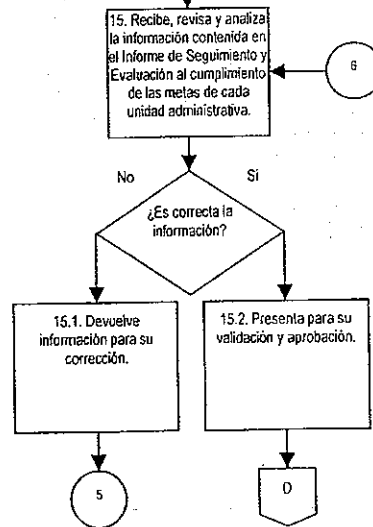 15. Recibe, revisa y analiza
la información contenida en
el Informe de Seguimiento y
Evaluación al cumplimiento
de las metas de cada
unidad administrativa.
6
No
Si
¿Es correcta la
información?
15.1. Devuelve
información para su
corrección.
15.2. Presenta para su
validación y aprobación.
5
D